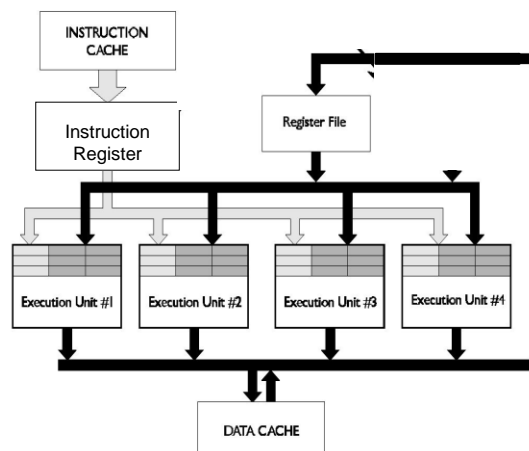 INSTRUCTION
CACHE
Instruction
Register
Register File
Execution Unit #1
Execution Unit #2
Execution Unit #3
Execution Unit #4
DATA CACHE